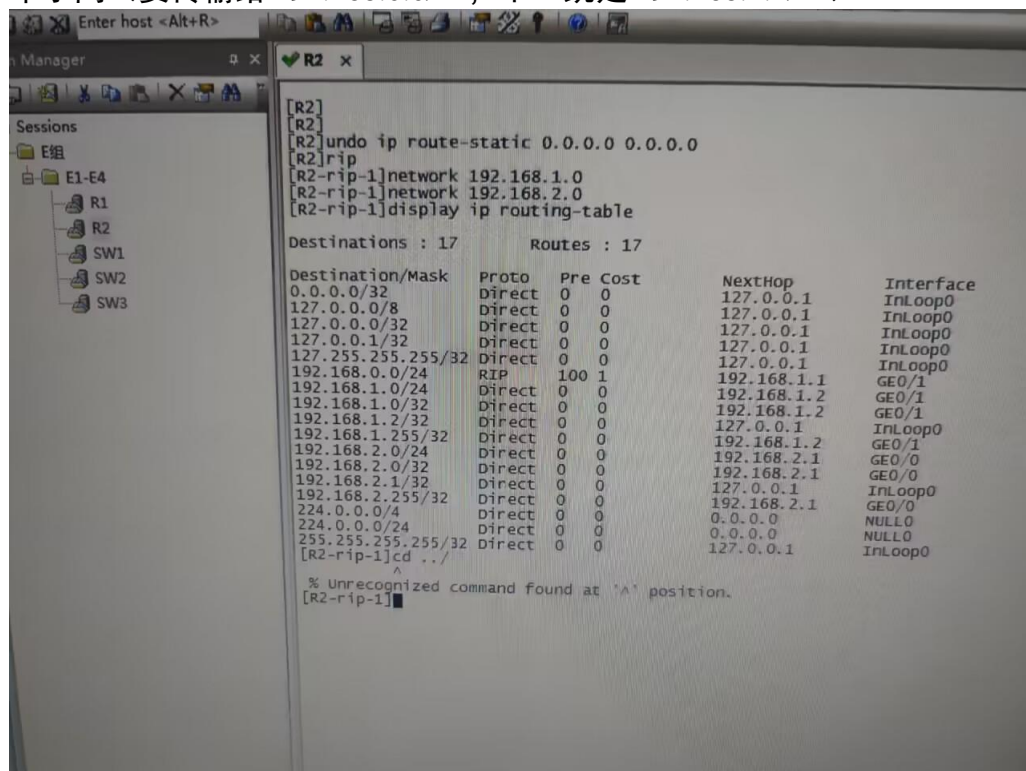 Enter host <Alt+R>
Manager
R2
Sessions
E组
E1-E4
R1
R2
SW1
SW2
SW3
[R2]
[R2]
[R2]undo ip route-static 0.0.0.0 0.0.0.0
[R2]rip
[R2-rip-1]network 192.168.1.0
[R2-rip-1]network 192.168.2.0
[R2-rip-1]display ip routing-table
Destinations : 17 Routes : 17
Destination/Mask Proto Pre Cost NextHop Interface
0.0.0.0/32 Direct 0 0 127.0.0.1 InLoop0
127.0.0.0/8 Direct 0 0 127.0.0.1 InLoop0
127.0.0.0/32 Direct 0 0 127.0.0.1 InLoop0
127.0.0.1/32 Direct 0 0 127.0.0.1 InLoop0
127.255.255.255/32 Direct 0 0 127.0.0.1 InLoop0
192.168.0.0/24 RIP 100 1 192.168.1.1 GE0/1
192.168.1.0/24 Direct 0 0 192.168.1.2 GE0/1
192.168.1.0/32 Direct 0 0 192.168.1.2 GE0/1
192.168.1.2/32 Direct 0 0 127.0.0.1 InLoop0
192.168.1.255/32 Direct 0 0 192.168.1.2 GE0/1
192.168.2.0/24 Direct 0 0 192.168.2.1 GE0/0
192.168.2.0/32 Direct 0 0 192.168.2.1 GE0/0
192.168.2.1/32 Direct 0 0 127.0.0.1 InLoop0
192.168.2.255/32 Direct 0 0 192.168.2.1 GE0/0
224.0.0.0/4 Direct 0 0 0.0.0.0 NULL0
224.0.0.0/24 Direct 0 0 0.0.0.0 NULL0
255.255.255.255/32 Direct 0 0 127.0.0.1 InLoop0
[R2-rip-1]cd ../
^
% Unrecognized command found at '^' position.
[R2-rip-1]